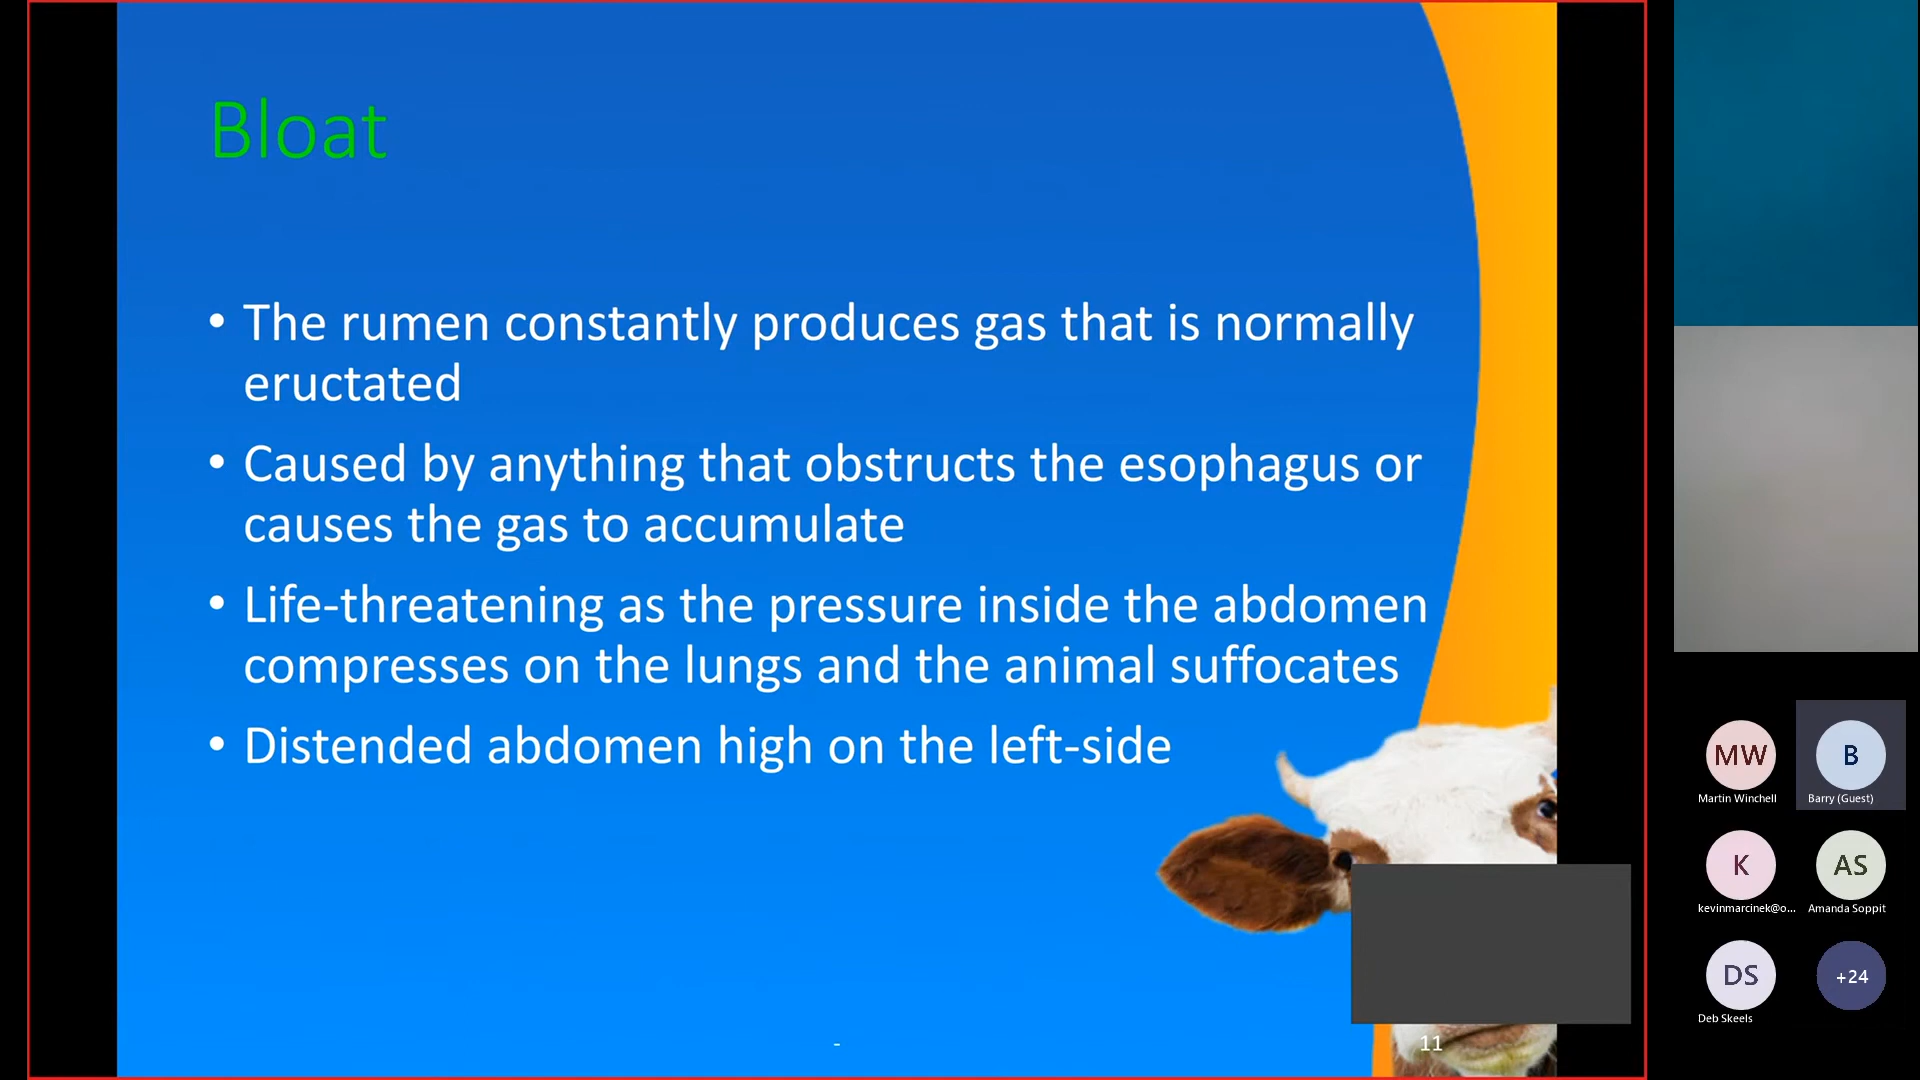 Bloat
• The rumen constantly produces gas that is normally
eructated
• Caused by anything that obstructs the esophagus or
causes the gas to accumulate
• Life-threatening as the pressure inside the abdomen
compresses on the lungs and the animal suffocates
• Distended abdomen high on the left-side
-
11
MW
Martin Winchell
B
Barry (Guest)
K
kevinmarcinek@o...
AS
Amanda Soppit
DS
Deb Skeels
+24